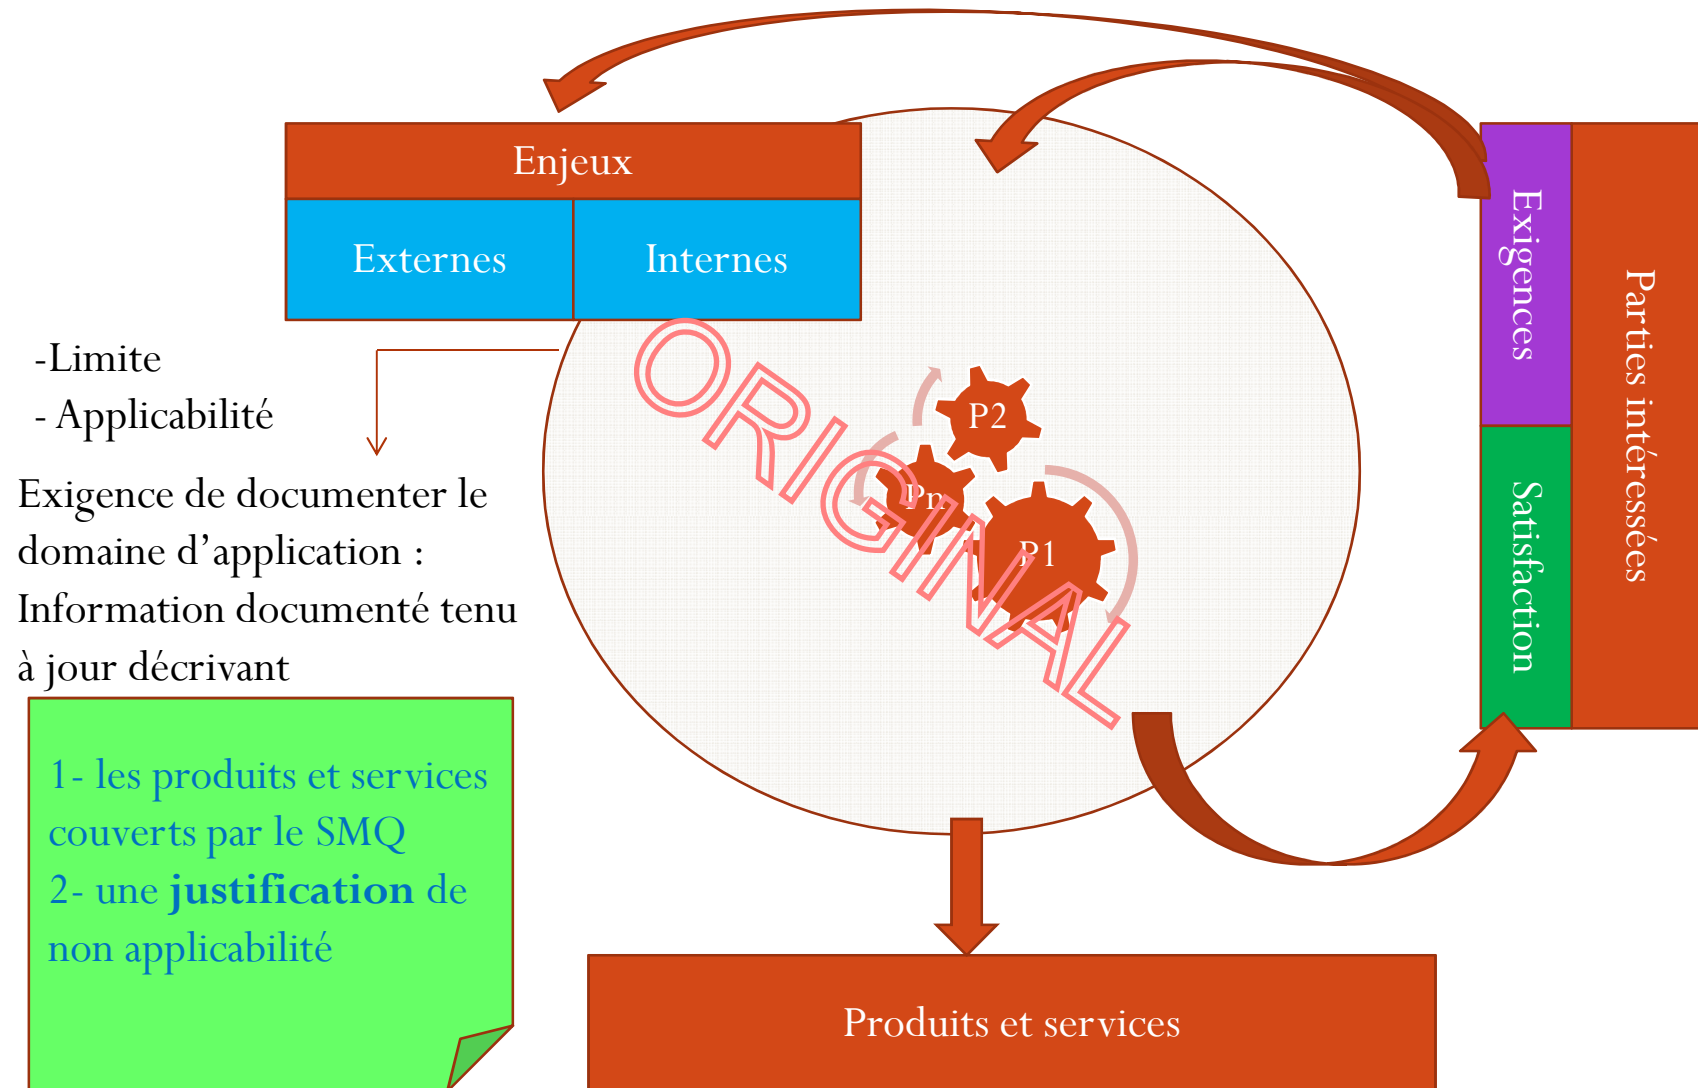 Enjeux
Externes
Internes
-Limite
- Applicabilité
Exigence de documenter le
domaine d’application :
Information documenté tenu
à jour décrivant
1- les produits et services
couverts par le SMQ
2- une justification de
non applicabilité
P2
Pn
P1
ORIGINAL
Exigences
Satisfaction
Parties intéressées
Produits et services